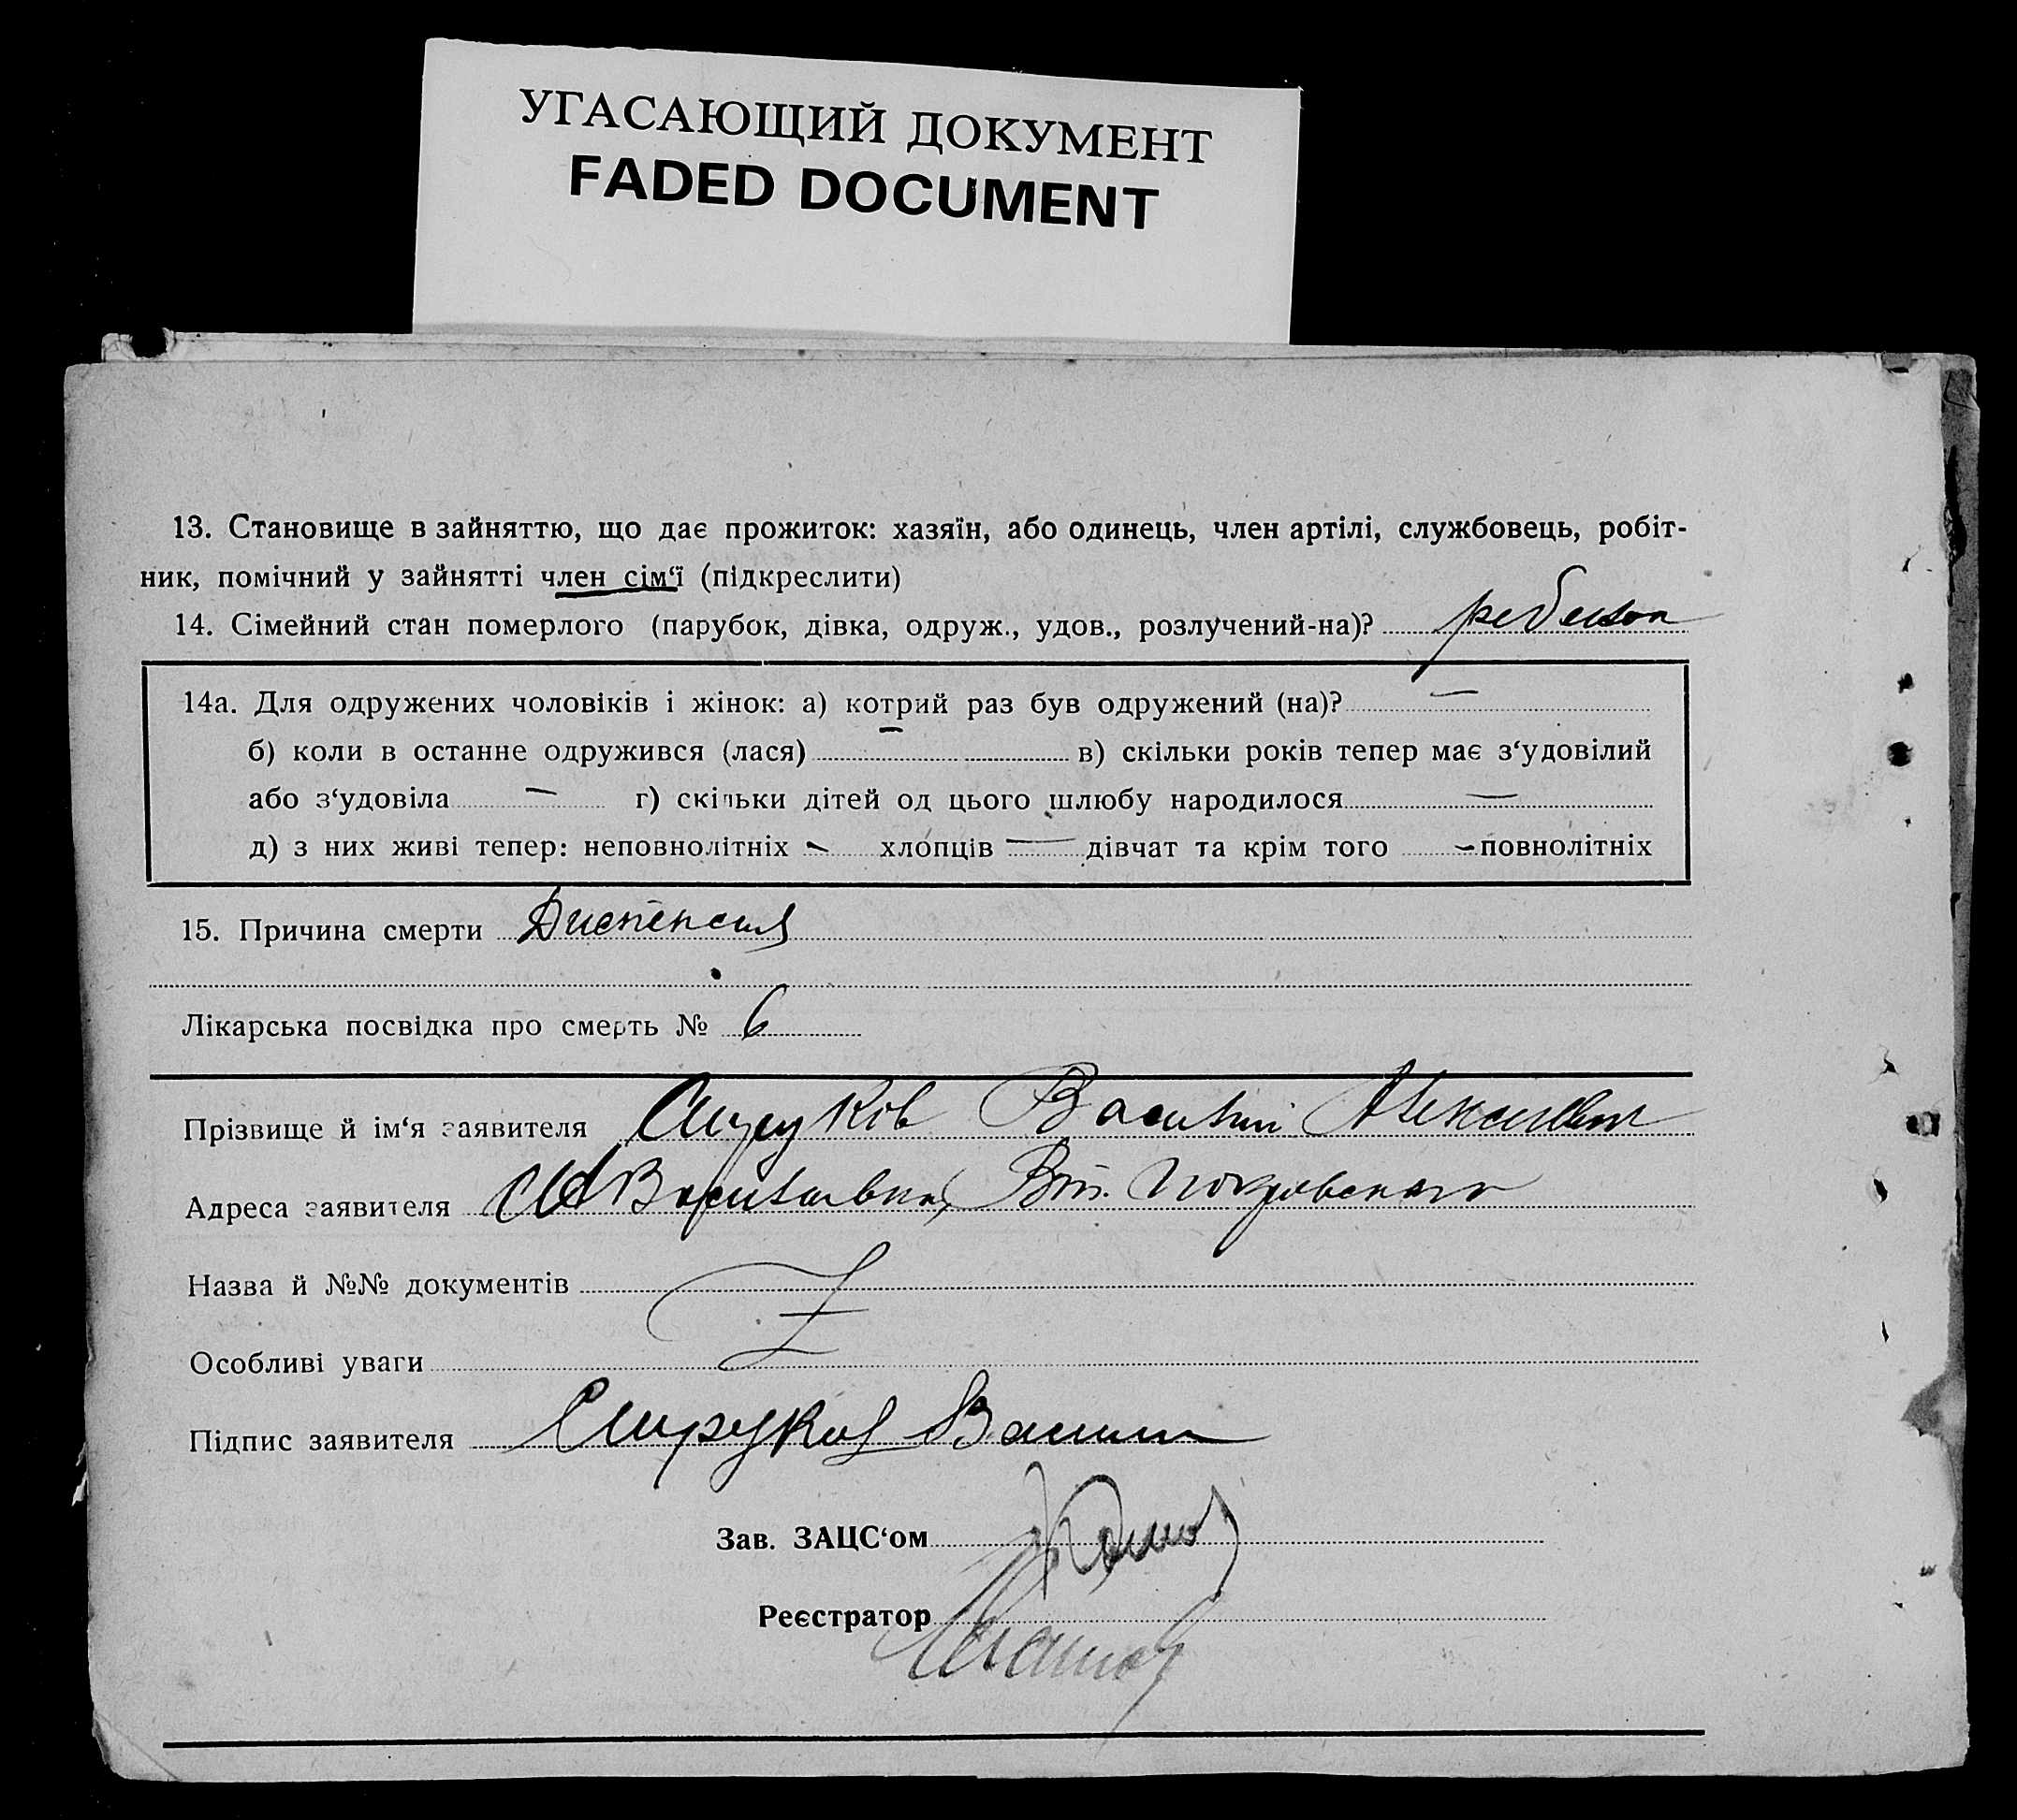 УГАСАЮЩИЙ ДОКУМЕНТ
FADED DOCUMENT
13. Становище в зайняттю, що дає прожиток: хазяїн, або одинець, член артілі, службовець, робіт-
ник, помічний у зайнятті член сім‘ї (підкреслити)
14. Сімейний стан померлого (парубок, дівка, одруж., удов., розлучений-на)? ребенок
14а. Для одружених чоловіків і жінок: а) котрий раз був одружений (на)? —
б) коли в останне одружився (лася) — в) скільки років тепер має з‘удовілий
або з‘удовіла — г) скільки дітей од цього шлюбу народилося —
д) з них живі тепер: неповнолітніх — хлопців — дівчат та крім того — повнолітніх
15. Причина смерти Диспепсия
Лікарська посвідка про смерть № 6
Прізвище й ім‘я заявителя Василий
Адреса заявителя
Назва й №№ документів
Особливі уваги
Підпис заявителя
Зав. ЗАЦС‘ом
Реєстратор